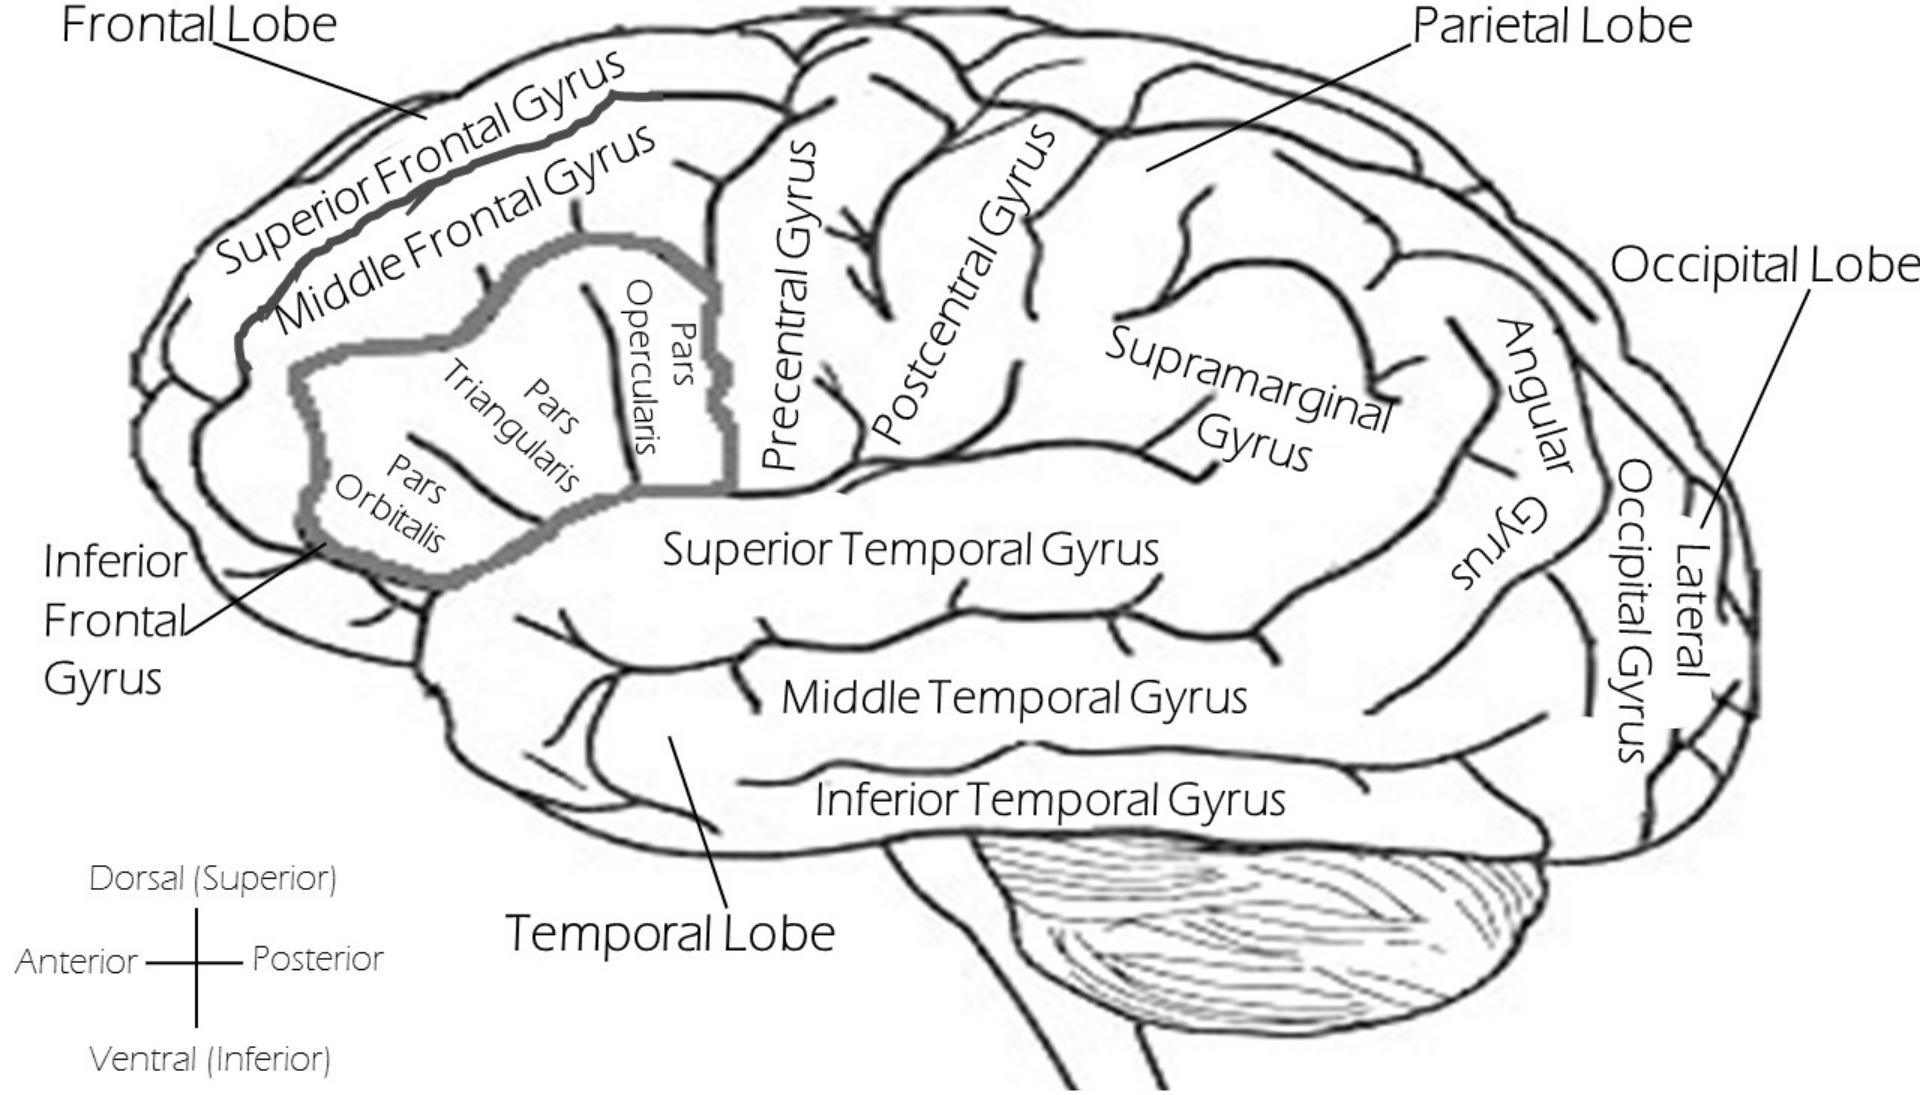 Frontal Lobe
Parietal Lobe
Superior Frontal Gyrus
Middle Frontal Gyrus
Precentral Gyrus
Postcentral Gyrus
Occipital Lobe
Pars
Opercularis
Pars
Triangularis
Pars
Orbitalis
Supramarginal
Gyrus
Angular
Gyrus
Lateral
Occipital Gyrus
Inferior
Frontal
Gyrus
Superior Temporal Gyrus
Middle Temporal Gyrus
Inferior Temporal Gyrus
Temporal Lobe
Dorsal (Superior)
Anterior
Posterior
Ventral (Inferior)